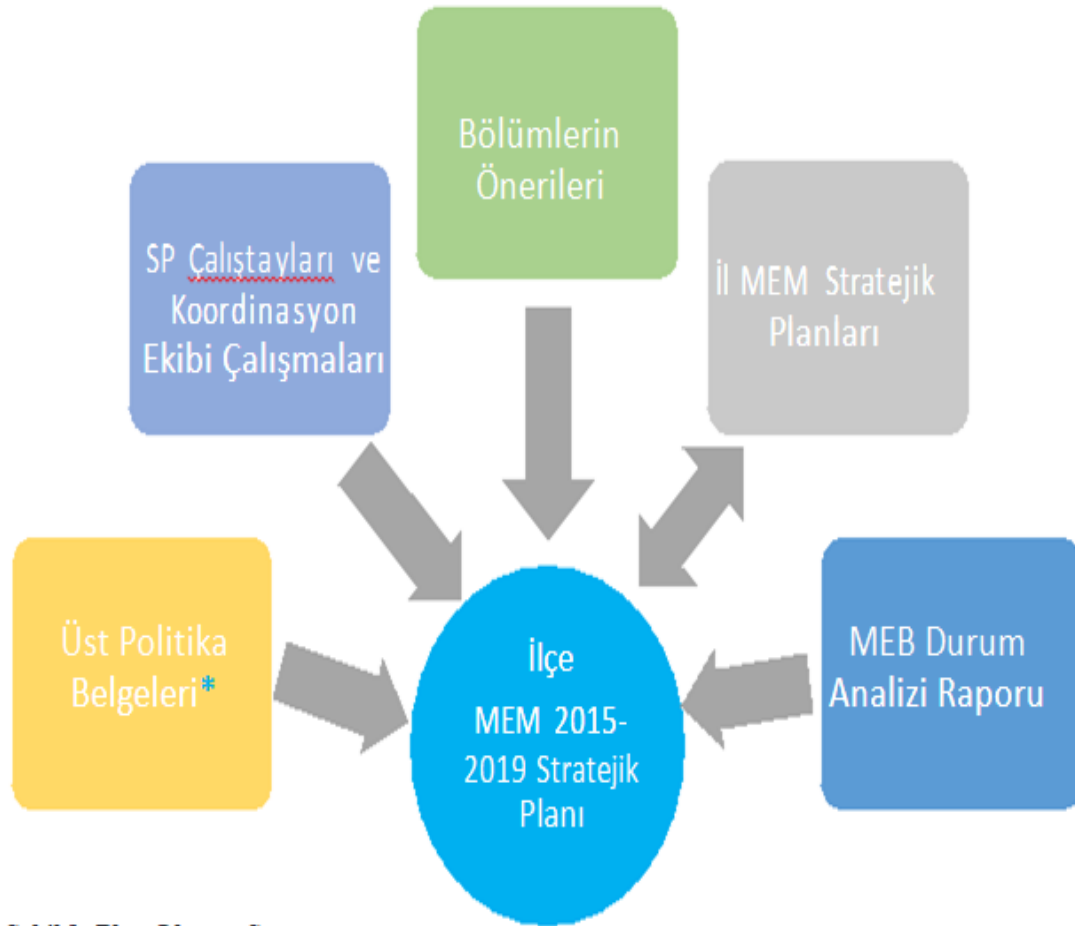 Bölümlerin
Önerileri
SP Çalıştayları ve
Koordinasyon
Ekibi Çalışmaları
İl MEM Stratejik
Planları
Üst Politika
Belgeleri*
İlçe
MEM 2015-
2019 Stratejik
Planı
MEB Durum
Analizi Raporu